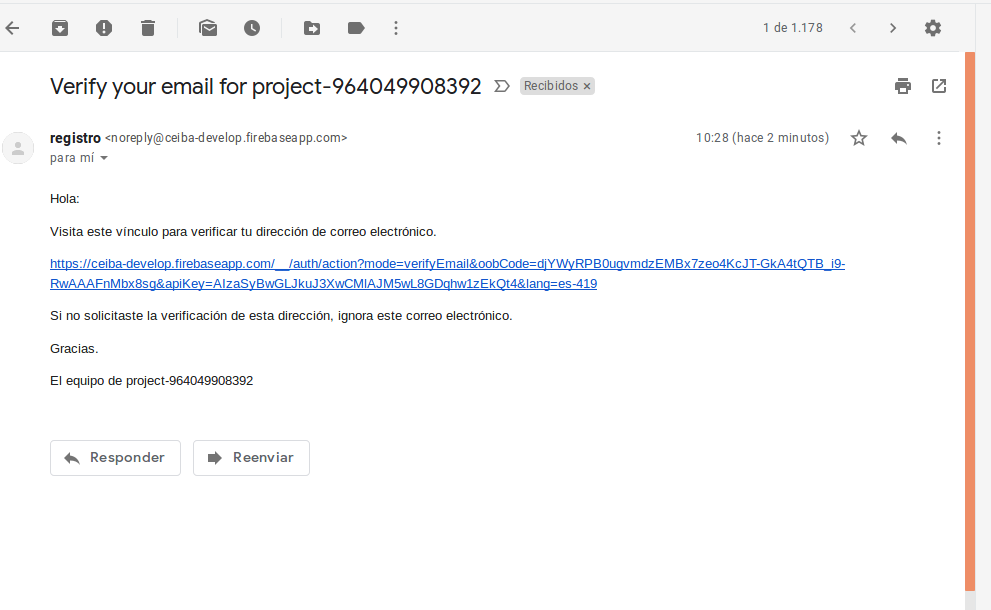 1 de 1.178
Verify your email for project-964049908392
Recibidos ×
registro <noreply@ceiba-develop.firebaseapp.com>
10:28 (hace 2 minutos)
para mí
Hola:
Visita este vínculo para verificar tu dirección de correo electrónico.
https://ceiba-develop.firebaseapp.com/__/auth/action?mode=verifyEmail&oobCode=djYWyRPB0ugvmdzEMBx7zeo4KcJT-GkA4tQTB_i9-
RwAAAFnMbx8sg&apiKey=AIzaSyBwGLJkuJ3XwCMlAJM5wL8GDqhw1zEkQt4&lang=es-419
Si no solicitaste la verificación de esta dirección, ignora este correo electrónico.
Gracias.
El equipo de project-964049908392
Responder
Reenviar